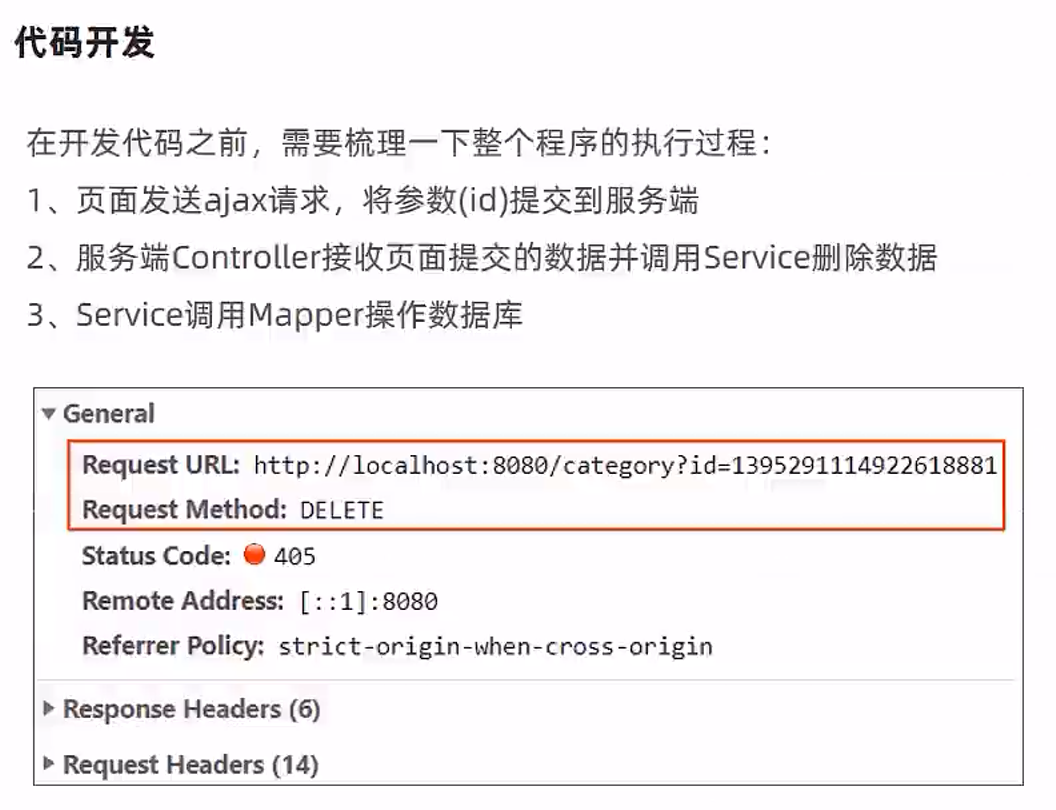 代码开发
在开发代码之前，需要梳理一下整个程序的执行过程：
1、页面发送ajax请求，将参数(id)提交到服务端
2、服务端Controller接收页面提交的数据并调用Service删除数据
3、Service调用Mapper操作数据库
General
Request URL: http://localhost:8080/category?id=1395291114922618881
Request Method: DELETE
Status Code: 405
Remote Address: [::1]:8080
Referrer Policy: strict-origin-when-cross-origin
Response Headers (6)
Request Headers (14)